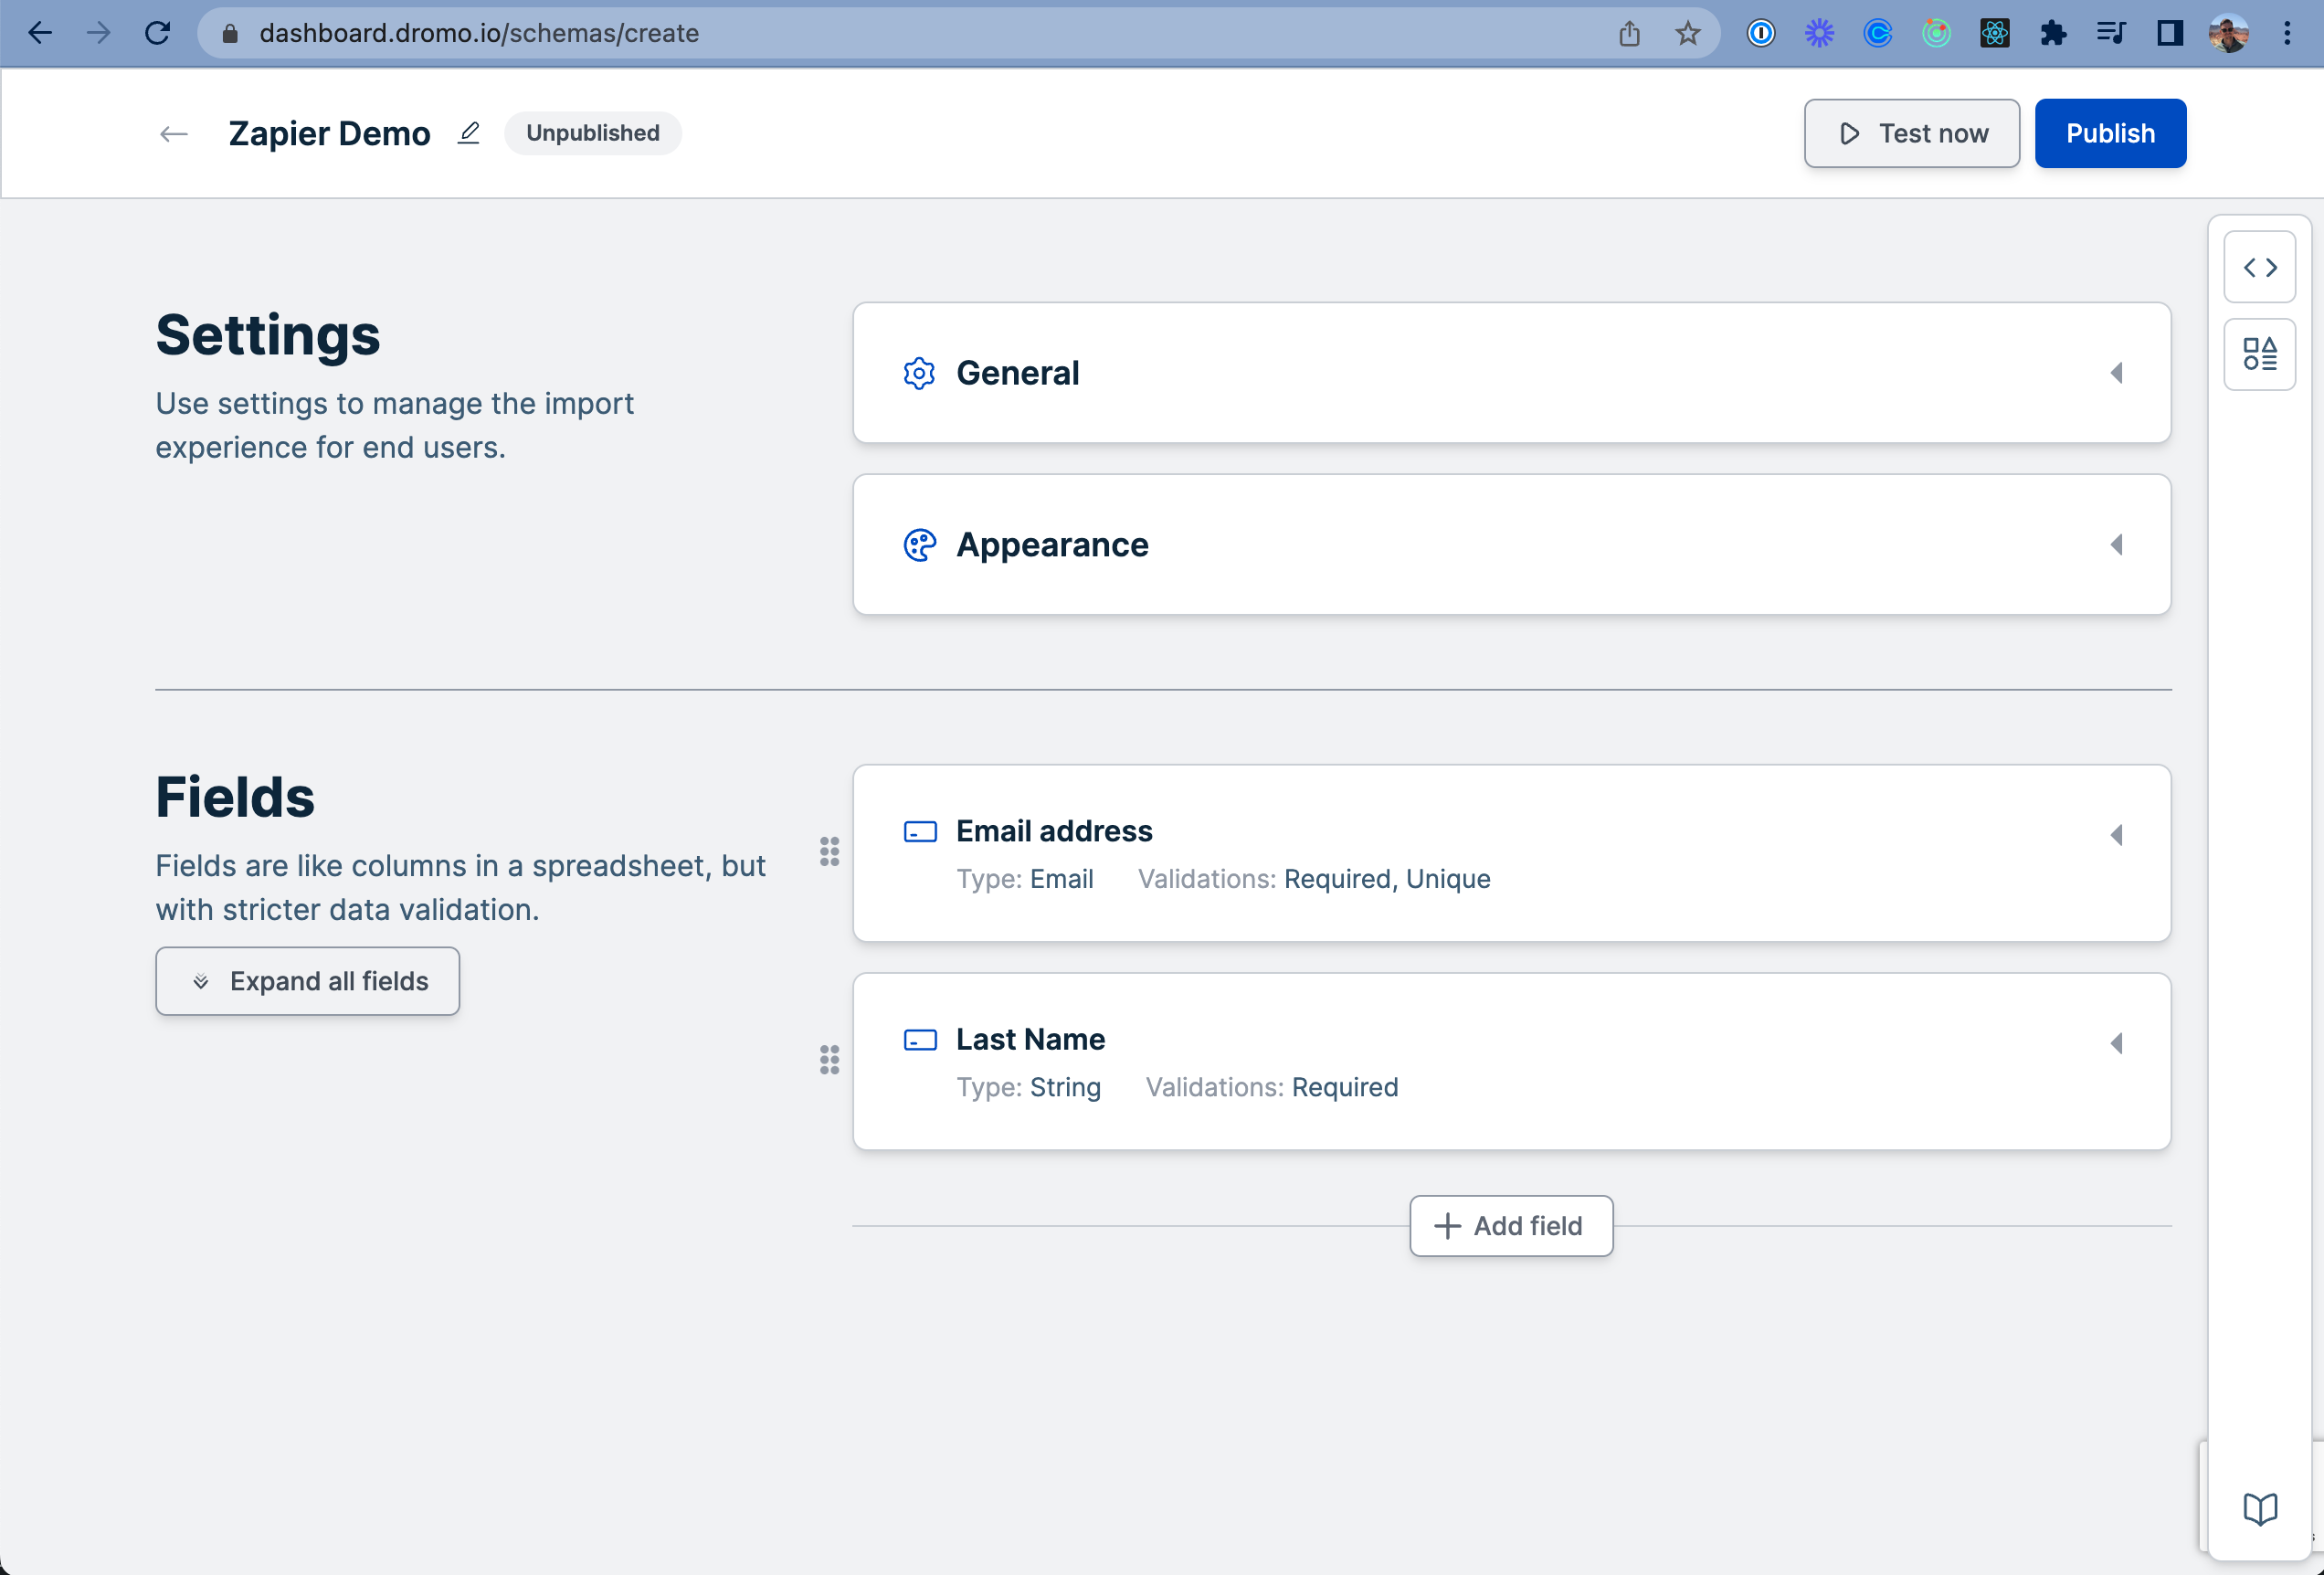 dashboard.dromo.io/schemas/create
Zapier Demo
Unpublished
Test now
Publish
Settings
Use settings to manage the import
experience for end users.
General
Appearance
Fields
Fields are like columns in a spreadsheet, but
with stricter data validation.
Expand all fields
Email address
Type: Email Validations: Required, Unique
Last Name
Type: String Validations: Required
Add field